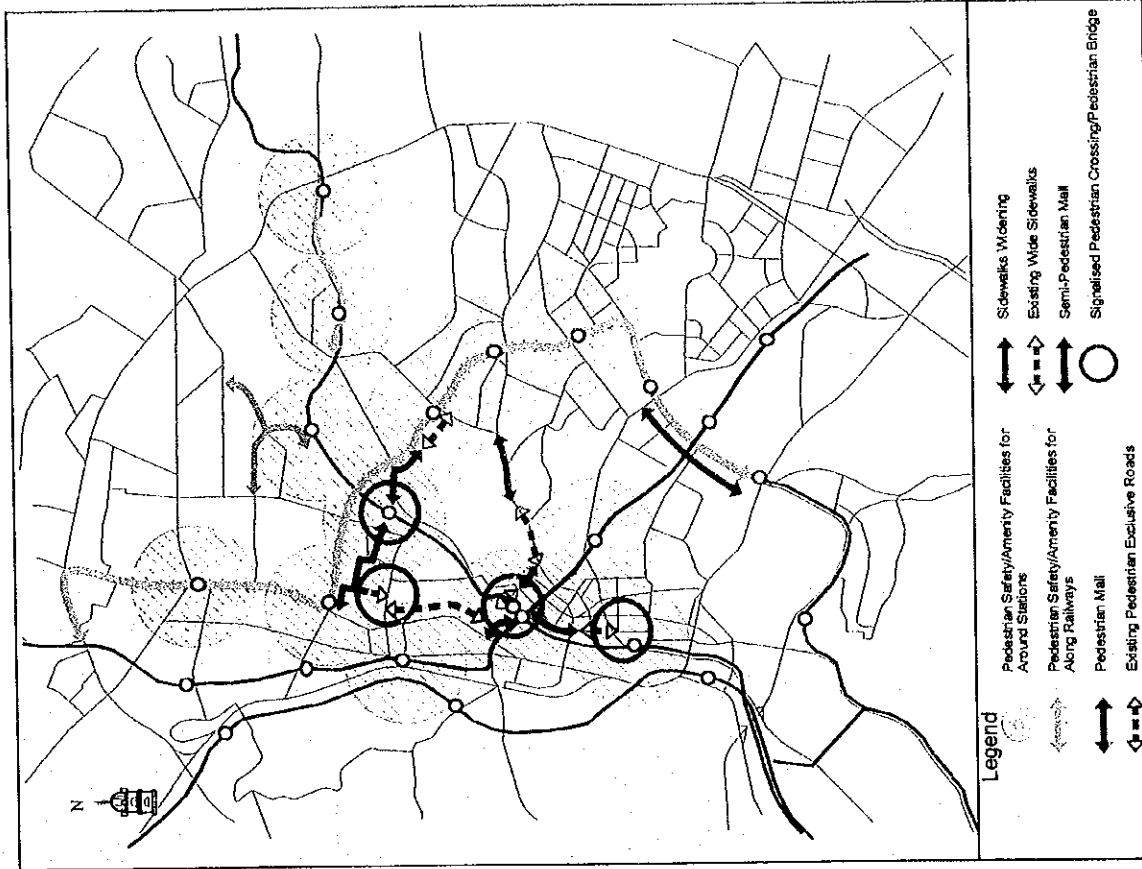 N
Legend
Pedestrian Safety/Amenity Facilities for
Around Stations
Pedestrian Safety/Amenity Facilities for
Along Railways
Pedestrian Mall
Existing Pedestrian Exclusive Roads
Sidewalks Widening
Existing Wide Sidewalks
Semi-Pedestrian Mall
Signalised Pedestrian Crossing/Pedestrian Bridge